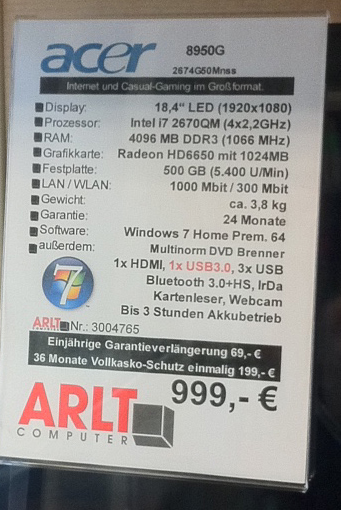 acer 8950G
2674G50Mnss
Internet und Casual-Gaming im Großformat.
Display: 18,4“ LED (1920x1080)
Prozessor: Intel i7 2670QM (4x2,2GHz)
RAM: 4096 MB DDR3 (1066 MHz)
Grafikkarte: Radeon HD6650 mit 1024MB
Festplatte: 500 GB (5.400 U/Min)
LAN / WLAN: 1000 Mbit / 300 Mbit
Gewicht: ca. 3,8 kg
Garantie: 24 Monate
Software: Windows 7 Home Prem. 64
außerdem: Multinorm DVD Brenner
1x HDMI, 1x USB3.0, 3x USB
Bluetooth 3.0+HS, IrDa
Kartenleser, Webcam
Bis 3 Stunden Akkubetrieb
7
ARLT COMPUTER Nr.: 3004765
Einjährige Garantieverlängerung 69,- €
36 Monate Vollkasko-Schutz einmalig 199,- €
999,- €
ARLT
COMPUTER